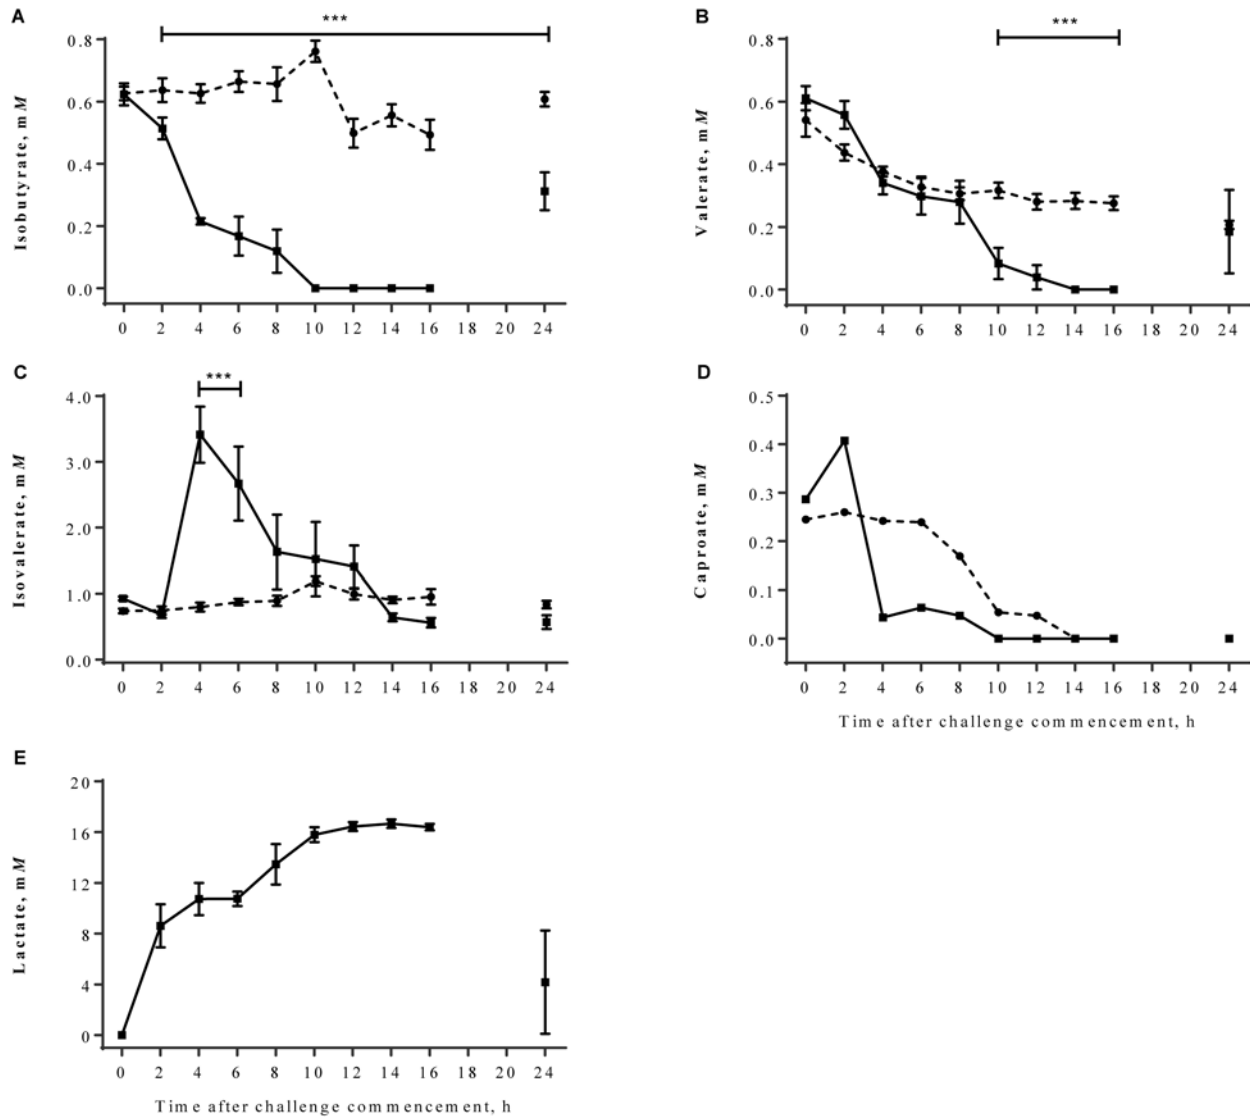 A
***
0.8
0.6
0.4
0.2
0.0
Isobutyrate, mM
0 2 4 6 8 10 12 14 16 18 20 24
B
***
0.8
0.6
0.4
0.2
0.0
Valerate, mM
0 2 4 6 8 10 12 14 16 18 20 24
C
***
4.0
3.0
2.0
1.0
0.0
Isovalerate, mM
0 2 4 6 8 10 12 14 16 18 20 24
D
0.5
0.4
0.3
0.2
0.1
0.0
Caproate, mM
0 2 4 6 8 10 12 14 16 18 20 24
Time after challenge commencement, h
E
20
16
12
8
4
0
Lactate, mM
0 2 4 6 8 10 12 14 16 18 20 24
Time after challenge commencement, h